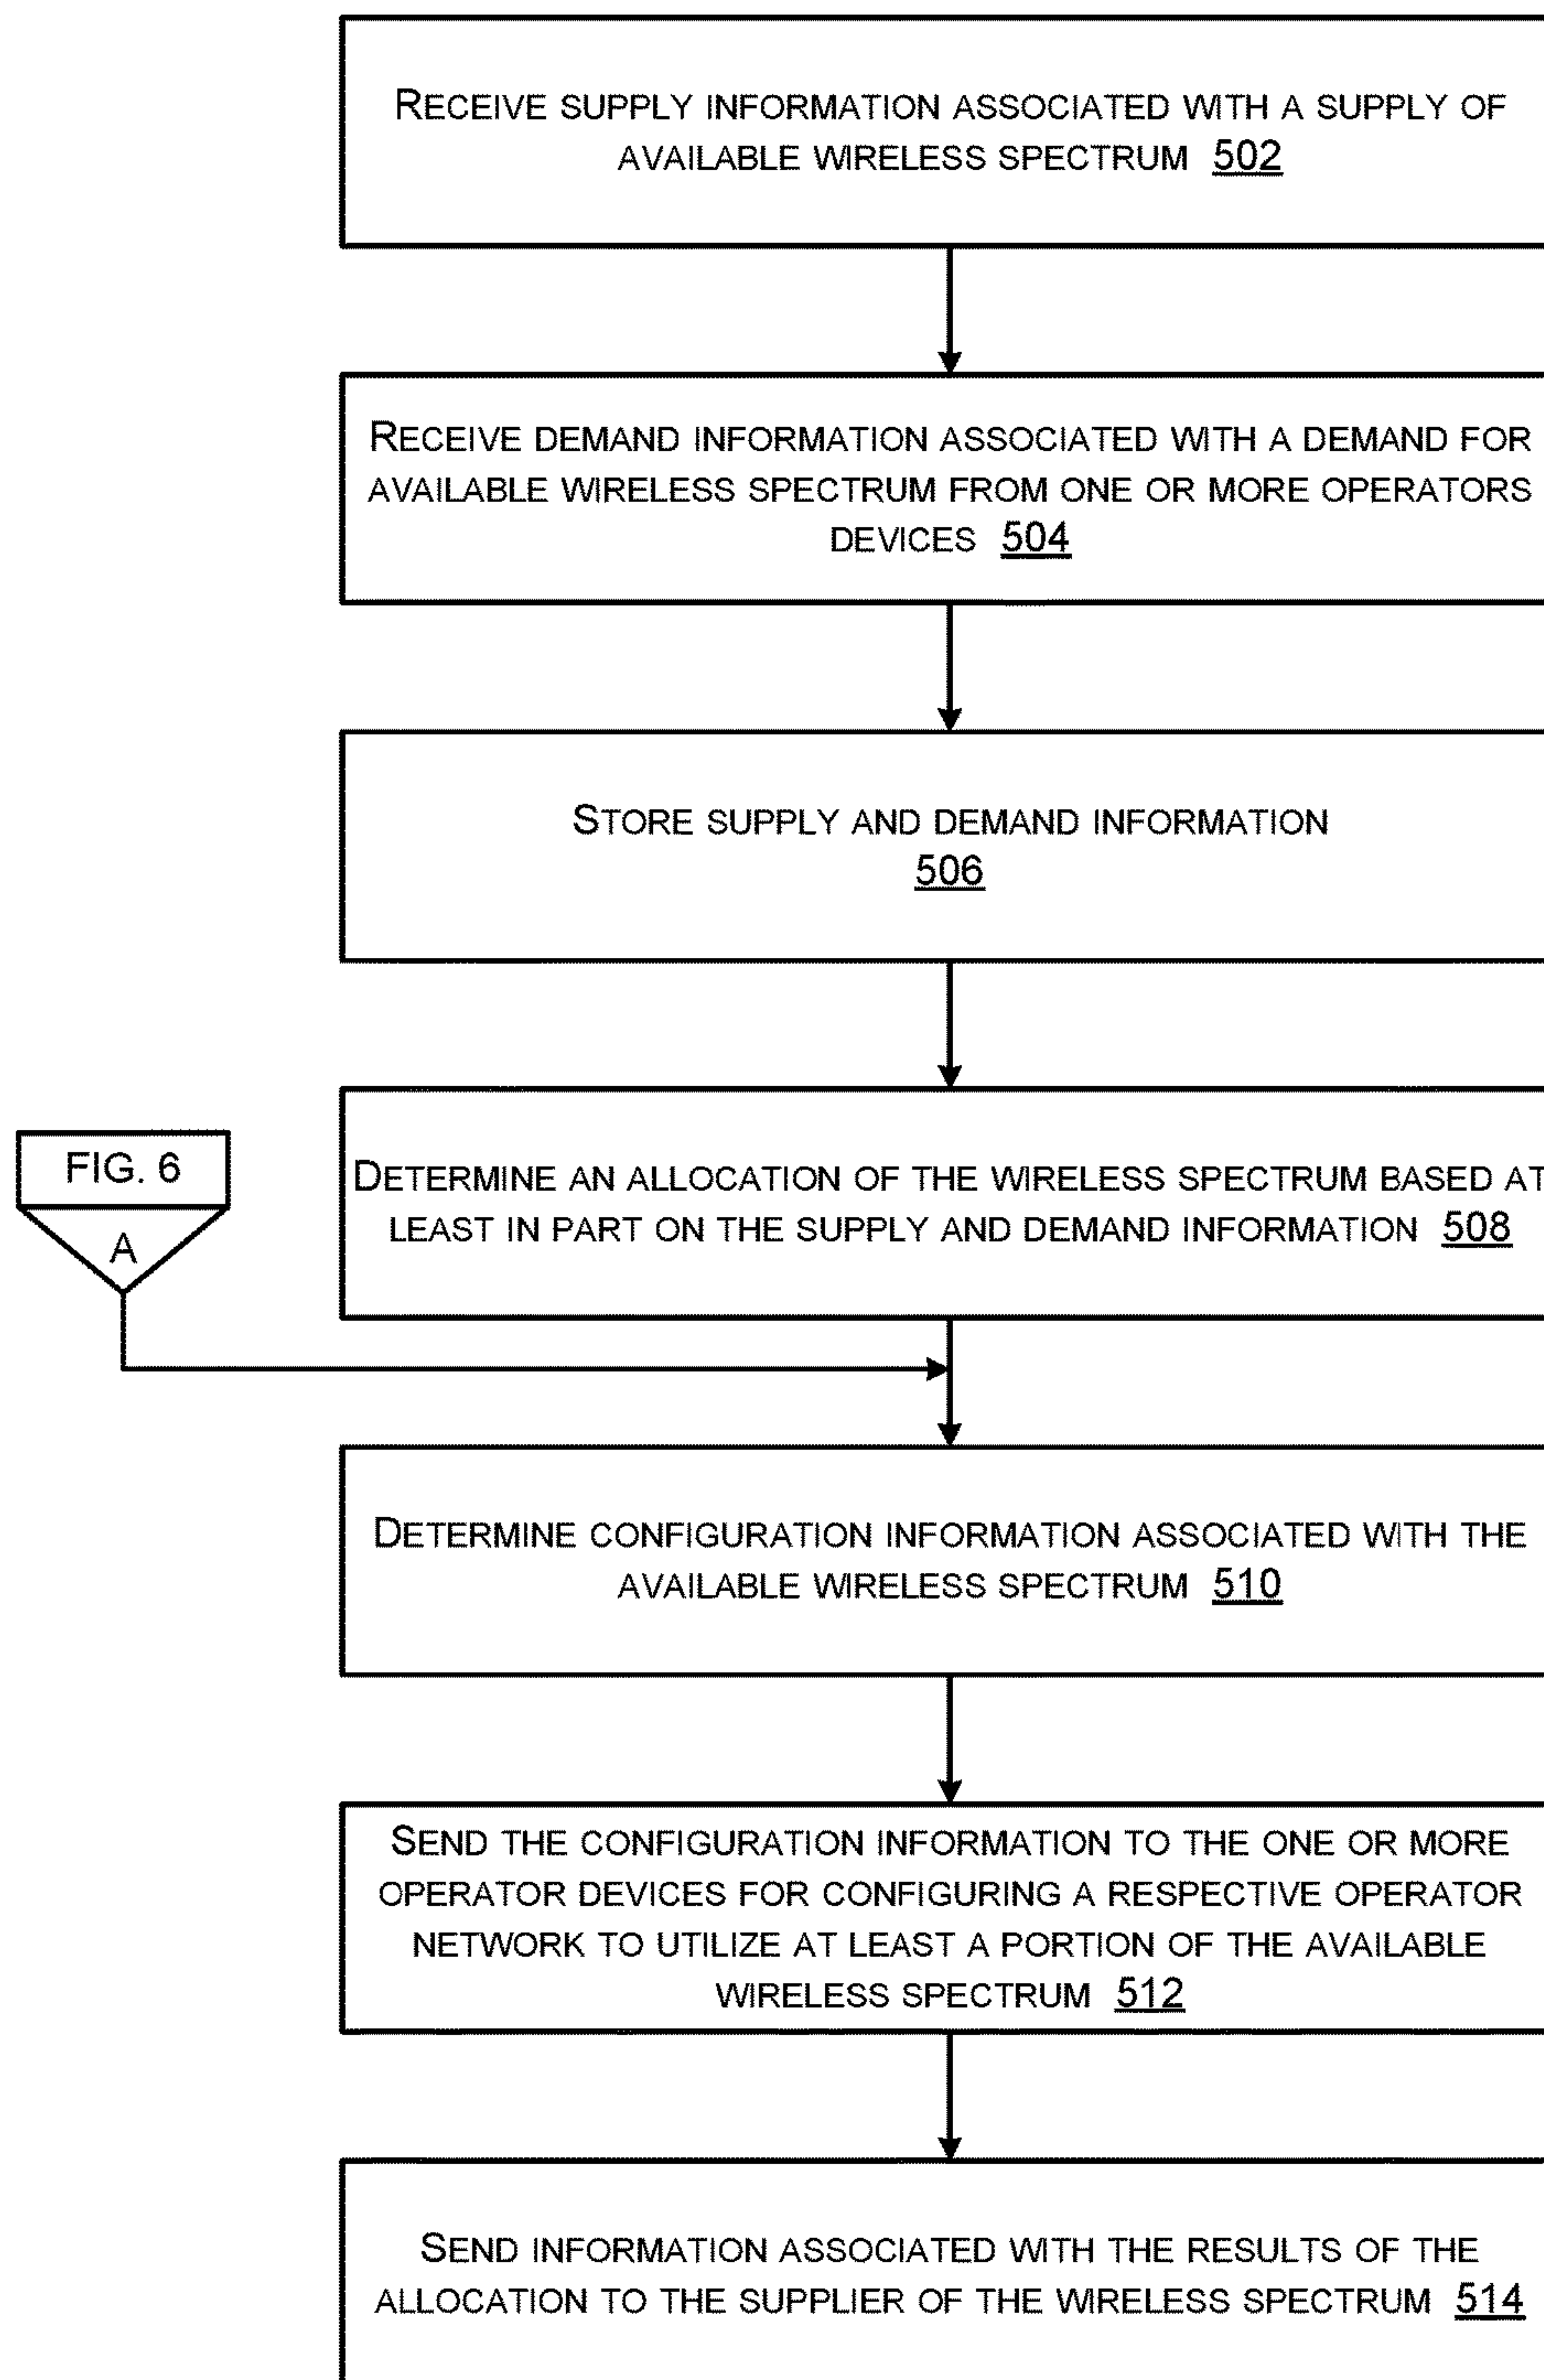 RECEIVE SUPPLY INFORMATION ASSOCIATED WITH A SUPPLY OF
AVAILABLE WIRELESS SPECTRUM 502
RECEIVE DEMAND INFORMATION ASSOCIATED WITH A DEMAND FOR
AVAILABLE WIRELESS SPECTRUM FROM ONE OR MORE OPERATORS
DEVICES 504
STORE SUPPLY AND DEMAND INFORMATION
506
FIG. 6
A
DETERMINE AN ALLOCATION OF THE WIRELESS SPECTRUM BASED AT
LEAST IN PART ON THE SUPPLY AND DEMAND INFORMATION 508
DETERMINE CONFIGURATION INFORMATION ASSOCIATED WITH THE
AVAILABLE WIRELESS SPECTRUM 510
SEND THE CONFIGURATION INFORMATION TO THE ONE OR MORE
OPERATOR DEVICES FOR CONFIGURING A RESPECTIVE OPERATOR
NETWORK TO UTILIZE AT LEAST A PORTION OF THE AVAILABLE
WIRELESS SPECTRUM 512
SEND INFORMATION ASSOCIATED WITH THE RESULTS OF THE
ALLOCATION TO THE SUPPLIER OF THE WIRELESS SPECTRUM 514